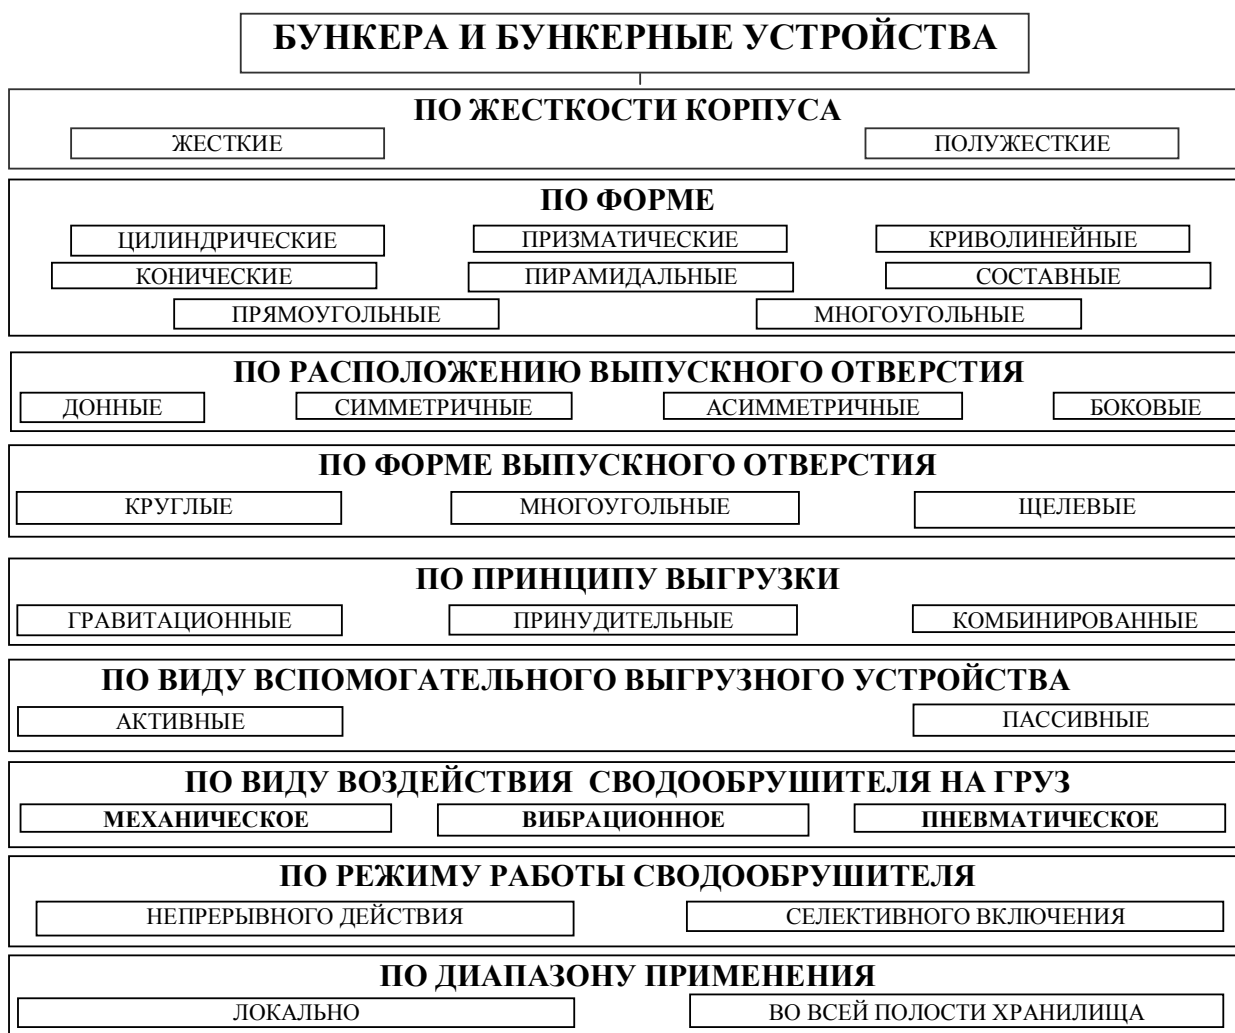 БУНКЕРА И БУНКЕРНЫЕ УСТРОЙСТВА
ПО ЖЕСТКОСТИ КОРПУСА
ЖЕСТКИЕ ПОЛУЖЕСТКИЕ
ПО ФОРМЕ
ЦИЛИНДРИЧЕСКИЕ ПРИЗМАТИЧЕСКИЕ КРИВОЛИНЕЙНЫЕ
КОНИЧЕСКИЕ ПИРАМИДАЛЬНЫЕ СОСТАВНЫЕ
ПРЯМОУГОЛЬНЫЕ МНОГОУГОЛЬНЫЕ
ПО РАСПОЛОЖЕНИЮ ВЫПУСКНОГО ОТВЕРСТИЯ
ДОННЫЕ СИММЕТРИЧНЫЕ АСИММЕТРИЧНЫЕ БОКОВЫЕ
ПО ФОРМЕ ВЫПУСКНОГО ОТВЕРСТИЯ
КРУГЛЫЕ МНОГОУГОЛЬНЫЕ ЩЕЛЕВЫЕ
ПО ПРИНЦИПУ ВЫГРУЗКИ
ГРАВИТАЦИОННЫЕ ПРИНУДИТЕЛЬНЫЕ КОМБИНИРОВАННЫЕ
ПО ВИДУ ВСПОМОГАТЕЛЬНОГО ВЫГРУЗНОГО УСТРОЙСТВА
АКТИВНЫЕ ПАССИВНЫЕ
ПО ВИДУ ВОЗДЕЙСТВИЯ СВОДООБРУШИТЕЛЯ НА ГРУЗ
МЕХАНИЧЕСКОЕ ВИБРАЦИОННОЕ ПНЕВМАТИЧЕСКОЕ
ПО РЕЖИМУ РАБОТЫ СВОДООБРУШИТЕЛЯ
НЕПРЕРЫВНОГО ДЕЙСТВИЯ СЕЛЕКТИВНОГО ВКЛЮЧЕНИЯ
ПО ДИАПАЗОНУ ПРИМЕНЕНИЯ
ЛОКАЛЬНО ВО ВСЕЙ ПОЛОСТИ ХРАНИЛИЩА